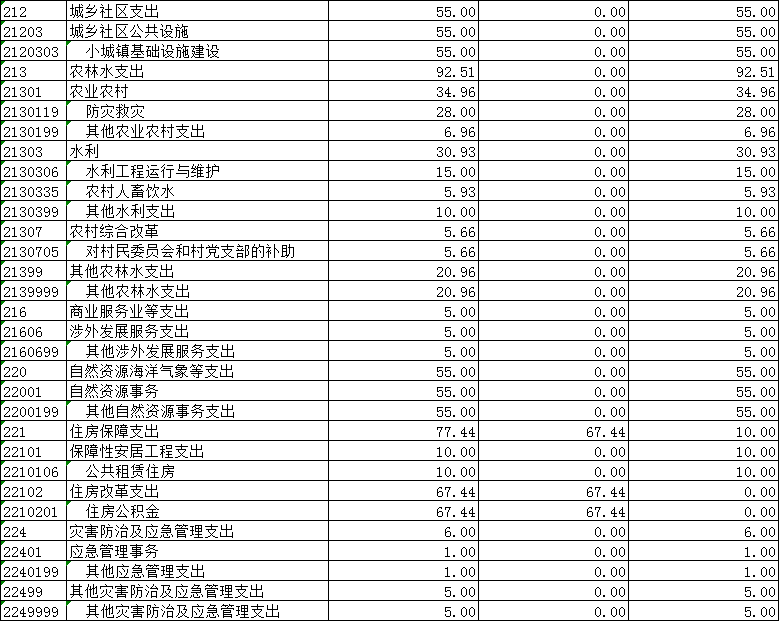 212 城乡社区支出 55.00 0.00 55.00
21203 城乡社区公共设施 55.00 0.00 55.00
2120303 小城镇基础设施建设 55.00 0.00 55.00
213 农林水支出 92.51 0.00 92.51
21301 农业农村 34.96 0.00 34.96
2130119 防灾救灾 28.00 0.00 28.00
2130199 其他农业农村支出 6.96 0.00 6.96
21303 水利 30.93 0.00 30.93
2130306 水利工程运行与维护 15.00 0.00 15.00
2130335 农村人畜饮水 5.93 0.00 5.93
2130399 其他水利支出 10.00 0.00 10.00
21307 农村综合改革 5.66 0.00 5.66
2130705 对村民委员会和村党支部的补助 5.66 0.00 5.66
21399 其他农林水支出 20.96 0.00 20.96
2139999 其他农林水支出 20.96 0.00 20.96
216 商业服务业等支出 5.00 0.00 5.00
21606 涉外发展服务支出 5.00 0.00 5.00
2160699 其他涉外发展服务支出 5.00 0.00 5.00
220 自然资源海洋气象等支出 55.00 0.00 55.00
22001 自然资源事务 55.00 0.00 55.00
2200199 其他自然资源事务支出 55.00 0.00 55.00
221 住房保障支出 77.44 67.44 10.00
22101 保障性安居工程支出 10.00 0.00 10.00
2210106 公共租赁住房 10.00 0.00 10.00
22102 住房改革支出 67.44 67.44 0.00
2210201 住房公积金 67.44 67.44 0.00
224 灾害防治及应急管理支出 6.00 0.00 6.00
22401 应急管理事务 1.00 0.00 1.00
2240199 其他应急管理支出 1.00 0.00 1.00
22499 其他灾害防治及应急管理支出 5.00 0.00 5.00
2249999 其他灾害防治及应急管理支出 5.00 0.00 5.00